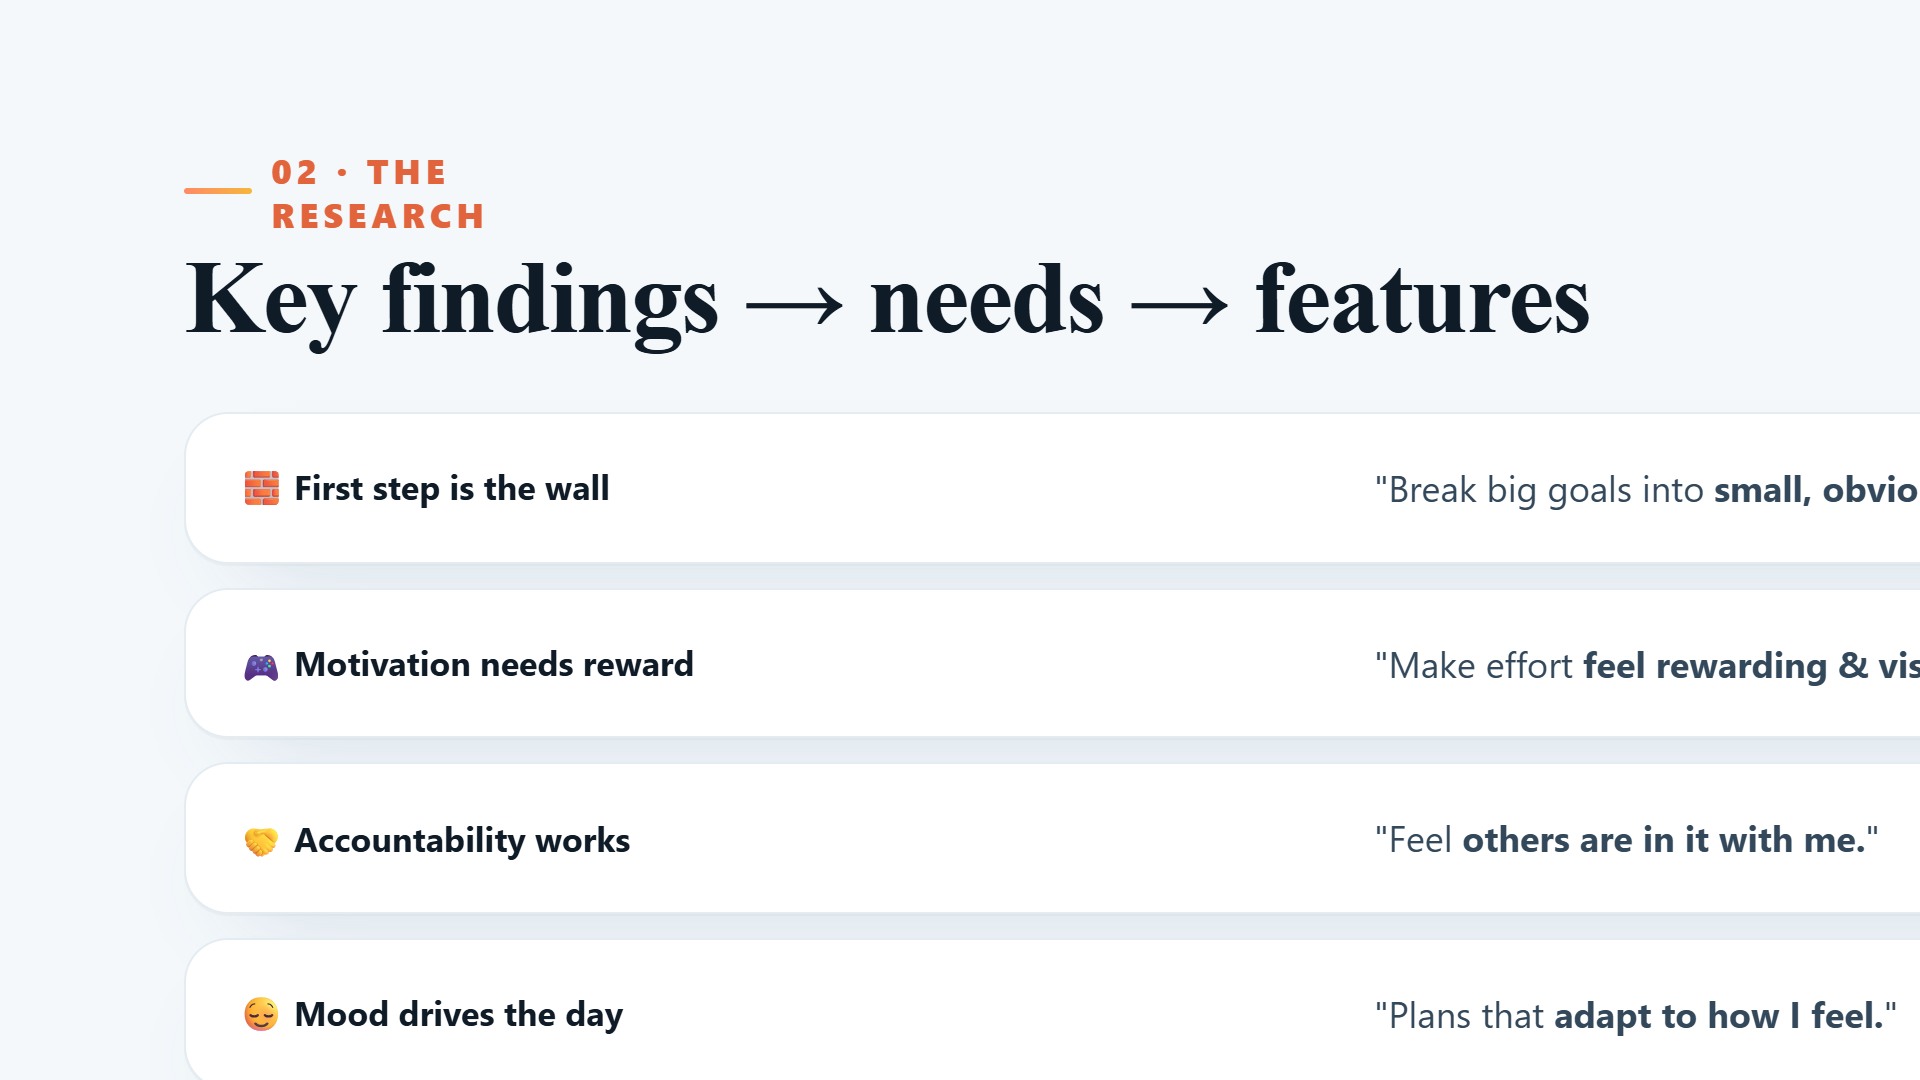 02 · THE
RESEARCH
Key findings → needs → features
First step is the wall
"Break big goals into small, obvio
Motivation needs reward
"Make effort feel rewarding & vis
Accountability works
"Feel others are in it with me."
Mood drives the day
"Plans that adapt to how I feel."